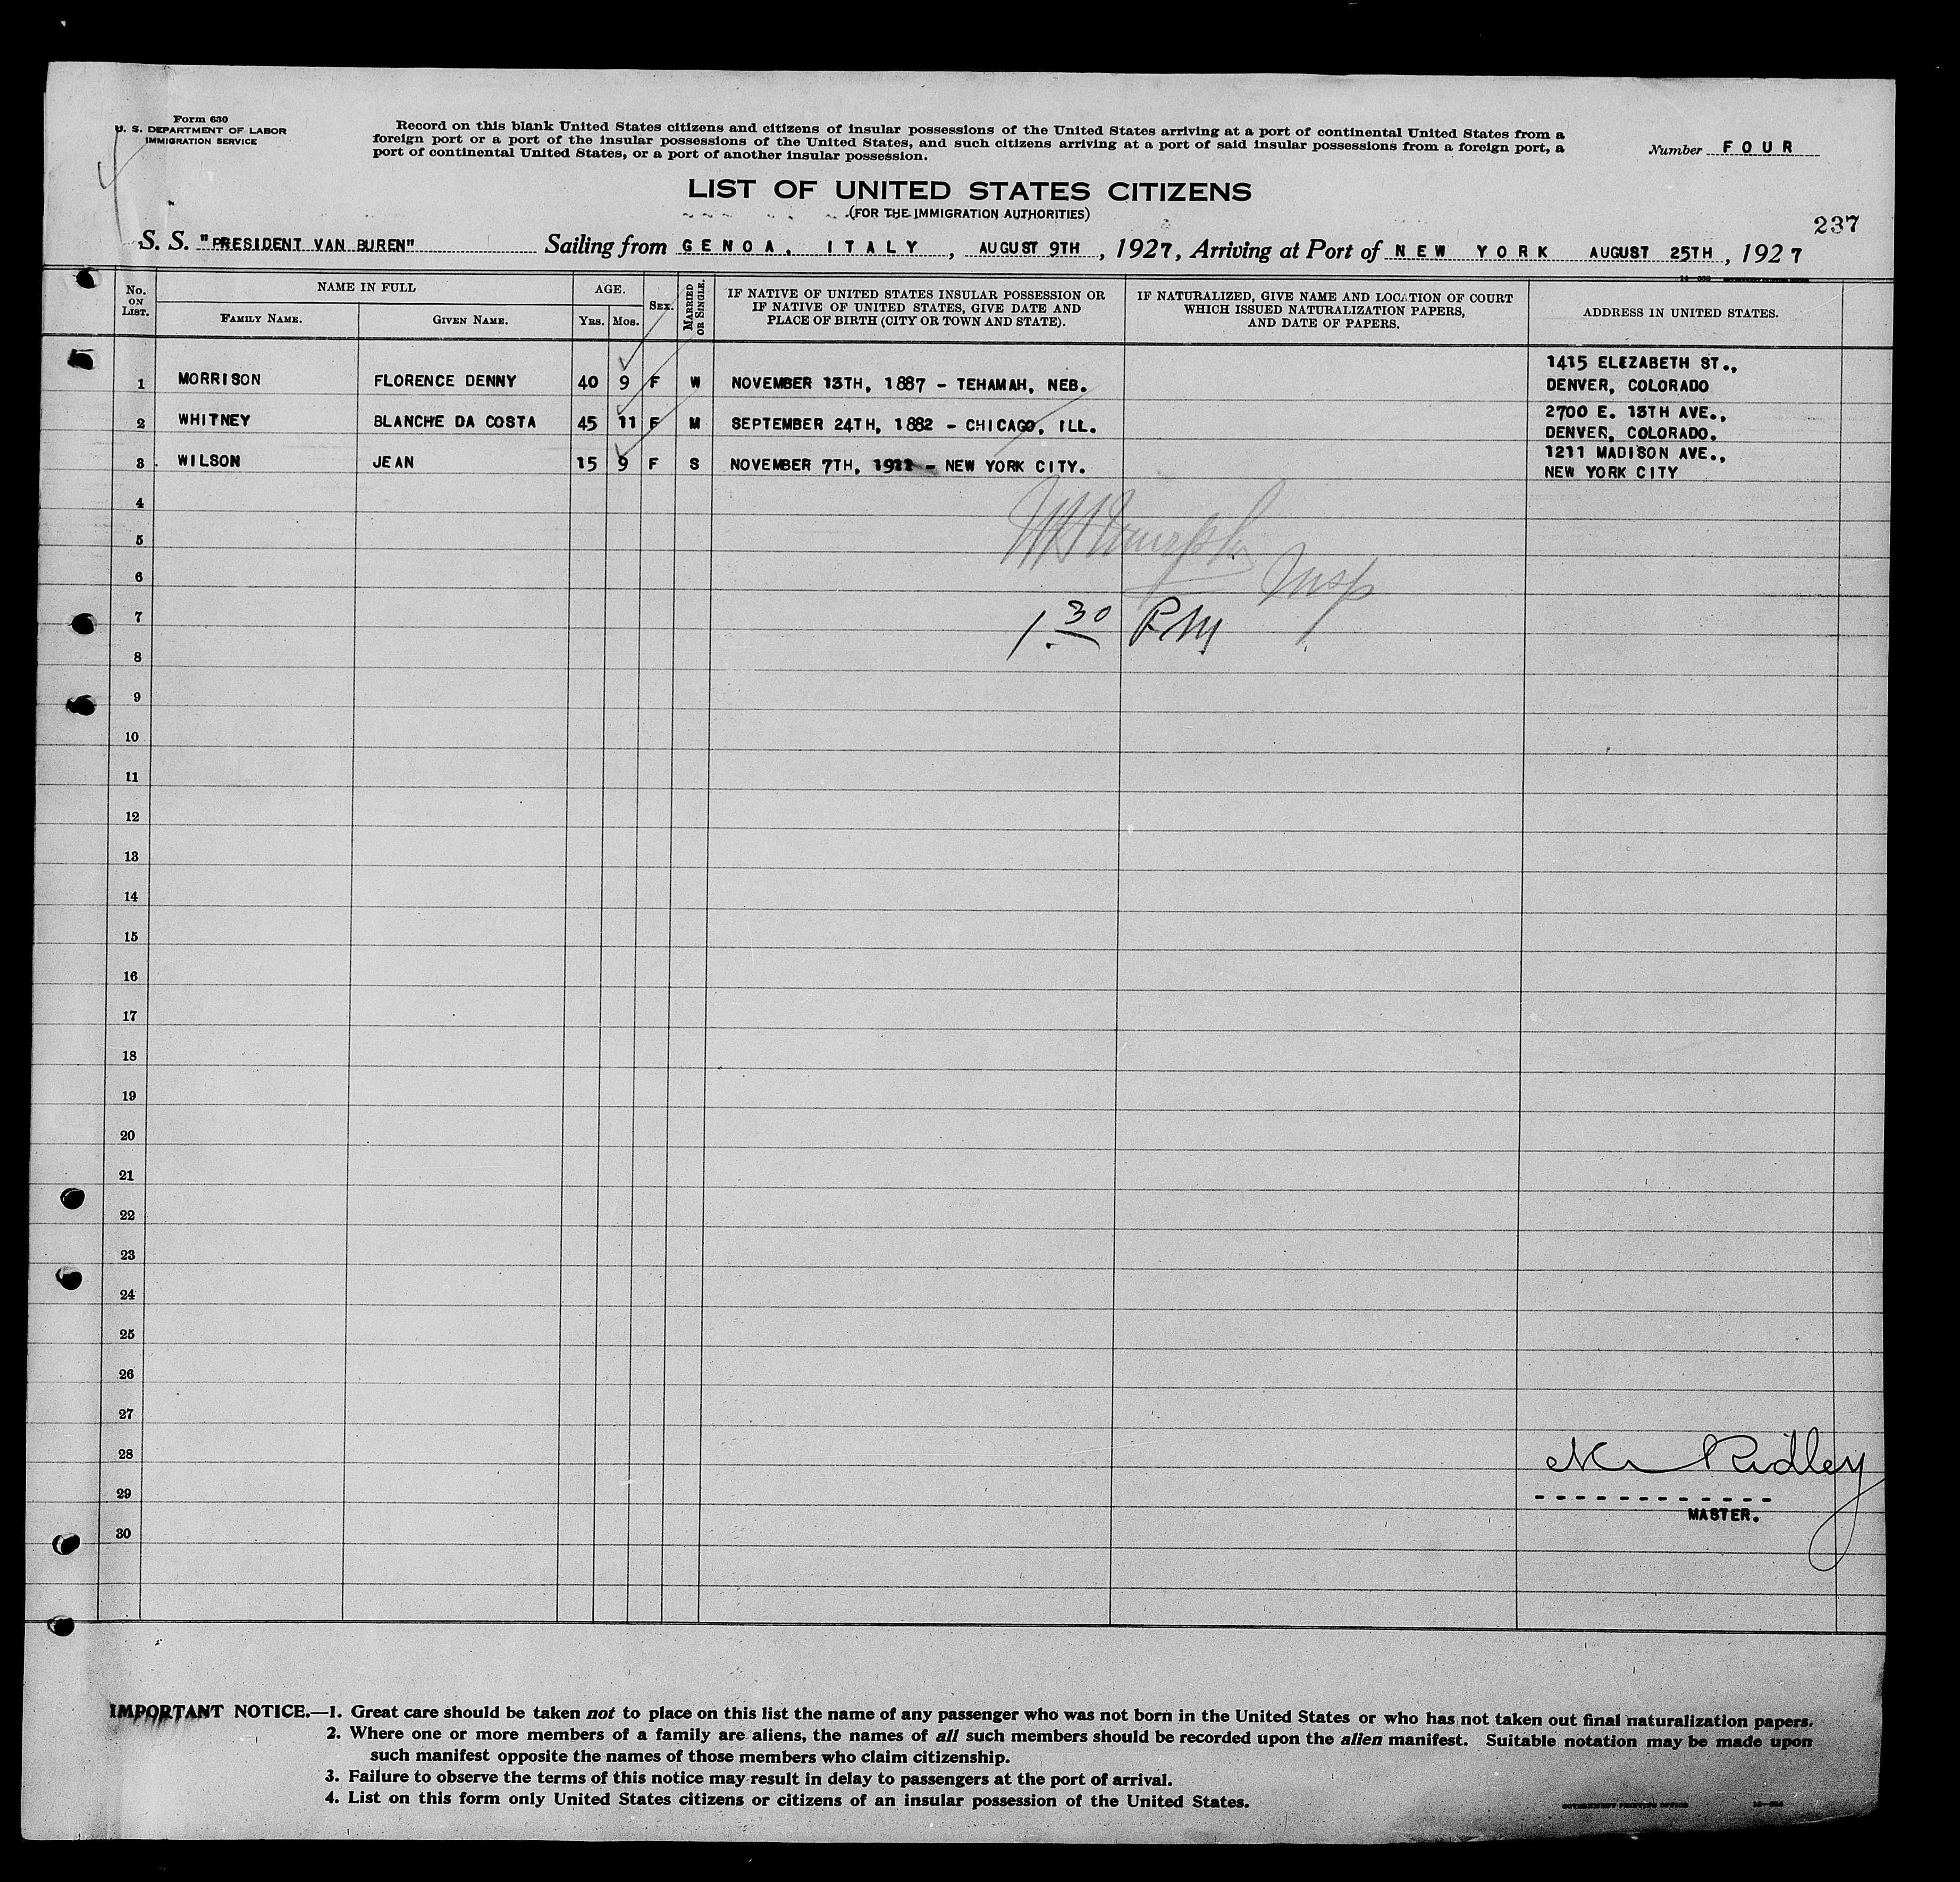 Form 630
U. S. DEPARTMENT OF LABOR
IMMIGRATION SERVICE
Record on this blank United States citizens and citizens of insular possessions of the United States arriving at a port of continental United States from a
foreign port or a port of the insular possessions of the United States, and such citizens arriving at a port of said insular possessions from a foreign port, a
port of continental United States, or a port of another insular possession.
Number FOUR
LIST OF UNITED STATES CITIZENS
(FOR THE IMMIGRATION AUTHORITIES)
237
S. S. "PRESIDENT VAN BUREN" Sailing from GENOA, ITALY, AUGUST 9TH, 1927, Arriving at Port of NEW YORK AUGUST 25TH, 1927
No. ON LIST. NAME IN FULL AGE. SEX. MARRIED OR SINGLE. IF NATIVE OF UNITED STATES INSULAR POSSESSION OR IF NATIVE OF UNITED STATES, GIVE DATE AND PLACE OF BIRTH (CITY OR TOWN AND STATE). IF NATURALIZED, GIVE NAME AND LOCATION OF COURT WHICH ISSUED NATURALIZATION PAPERS, AND DATE OF PAPERS. ADDRESS IN UNITED STATES.
FAMILY NAME. GIVEN NAME. YRS. MOS.
1 MORRISON FLORENCE DENNY 40 9 F W NOVEMBER 13TH, 1887 - TEHAMAH, NEB. 1415 ELEZABETH ST., DENVER, COLORADO
2 WHITNEY BLANCHE DA COSTA 45 11 F M SEPTEMBER 24TH, 1882 - CHICAGO, ILL. 2700 E. 13TH AVE., DENVER, COLORADO.
3 WILSON JEAN 15 9 F S NOVEMBER 7TH, 1911 - NEW YORK CITY. 1211 MADISON AVE., NEW YORK CITY
4
5
Murphy
6
Insp
7
1.30 P.M.
8
9
10
11
12
13
14
15
16
17
18
19
20
21
22
23
24
25
26
27
28
Ridley
29
MASTER.
30
IMPORTANT NOTICE.—1. Great care should be taken not to place on this list the name of any passenger who was not born in the United States or who has not taken out final naturalization papers.
2. Where one or more members of a family are aliens, the names of all such members should be recorded upon the alien manifest. Suitable notation may be made upon
such manifest opposite the names of those members who claim citizenship.
3. Failure to observe the terms of this notice may result in delay to passengers at the port of arrival.
4. List on this form only United States citizens or citizens of an insular possession of the United States.
GOVERNMENT PRINTING OFFICE